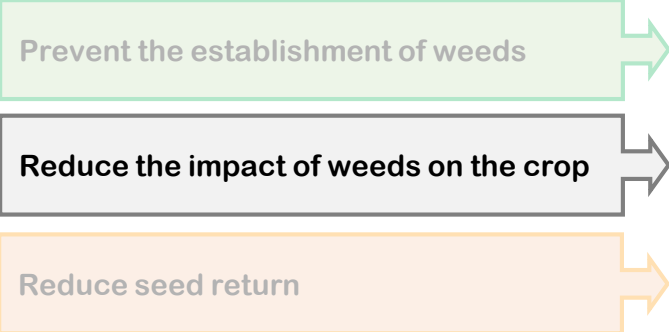 Prevent the establishment of weeds
Reduce the impact of weeds on the crop
Reduce seed return